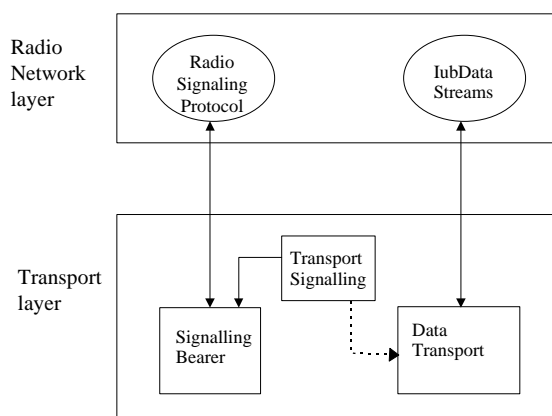 Radio
Network
layer
Radio
Signaling
Protocol
IubData
Streams
Transport
layer
Transport
Signalling
Signalling
Bearer
Data
Transport